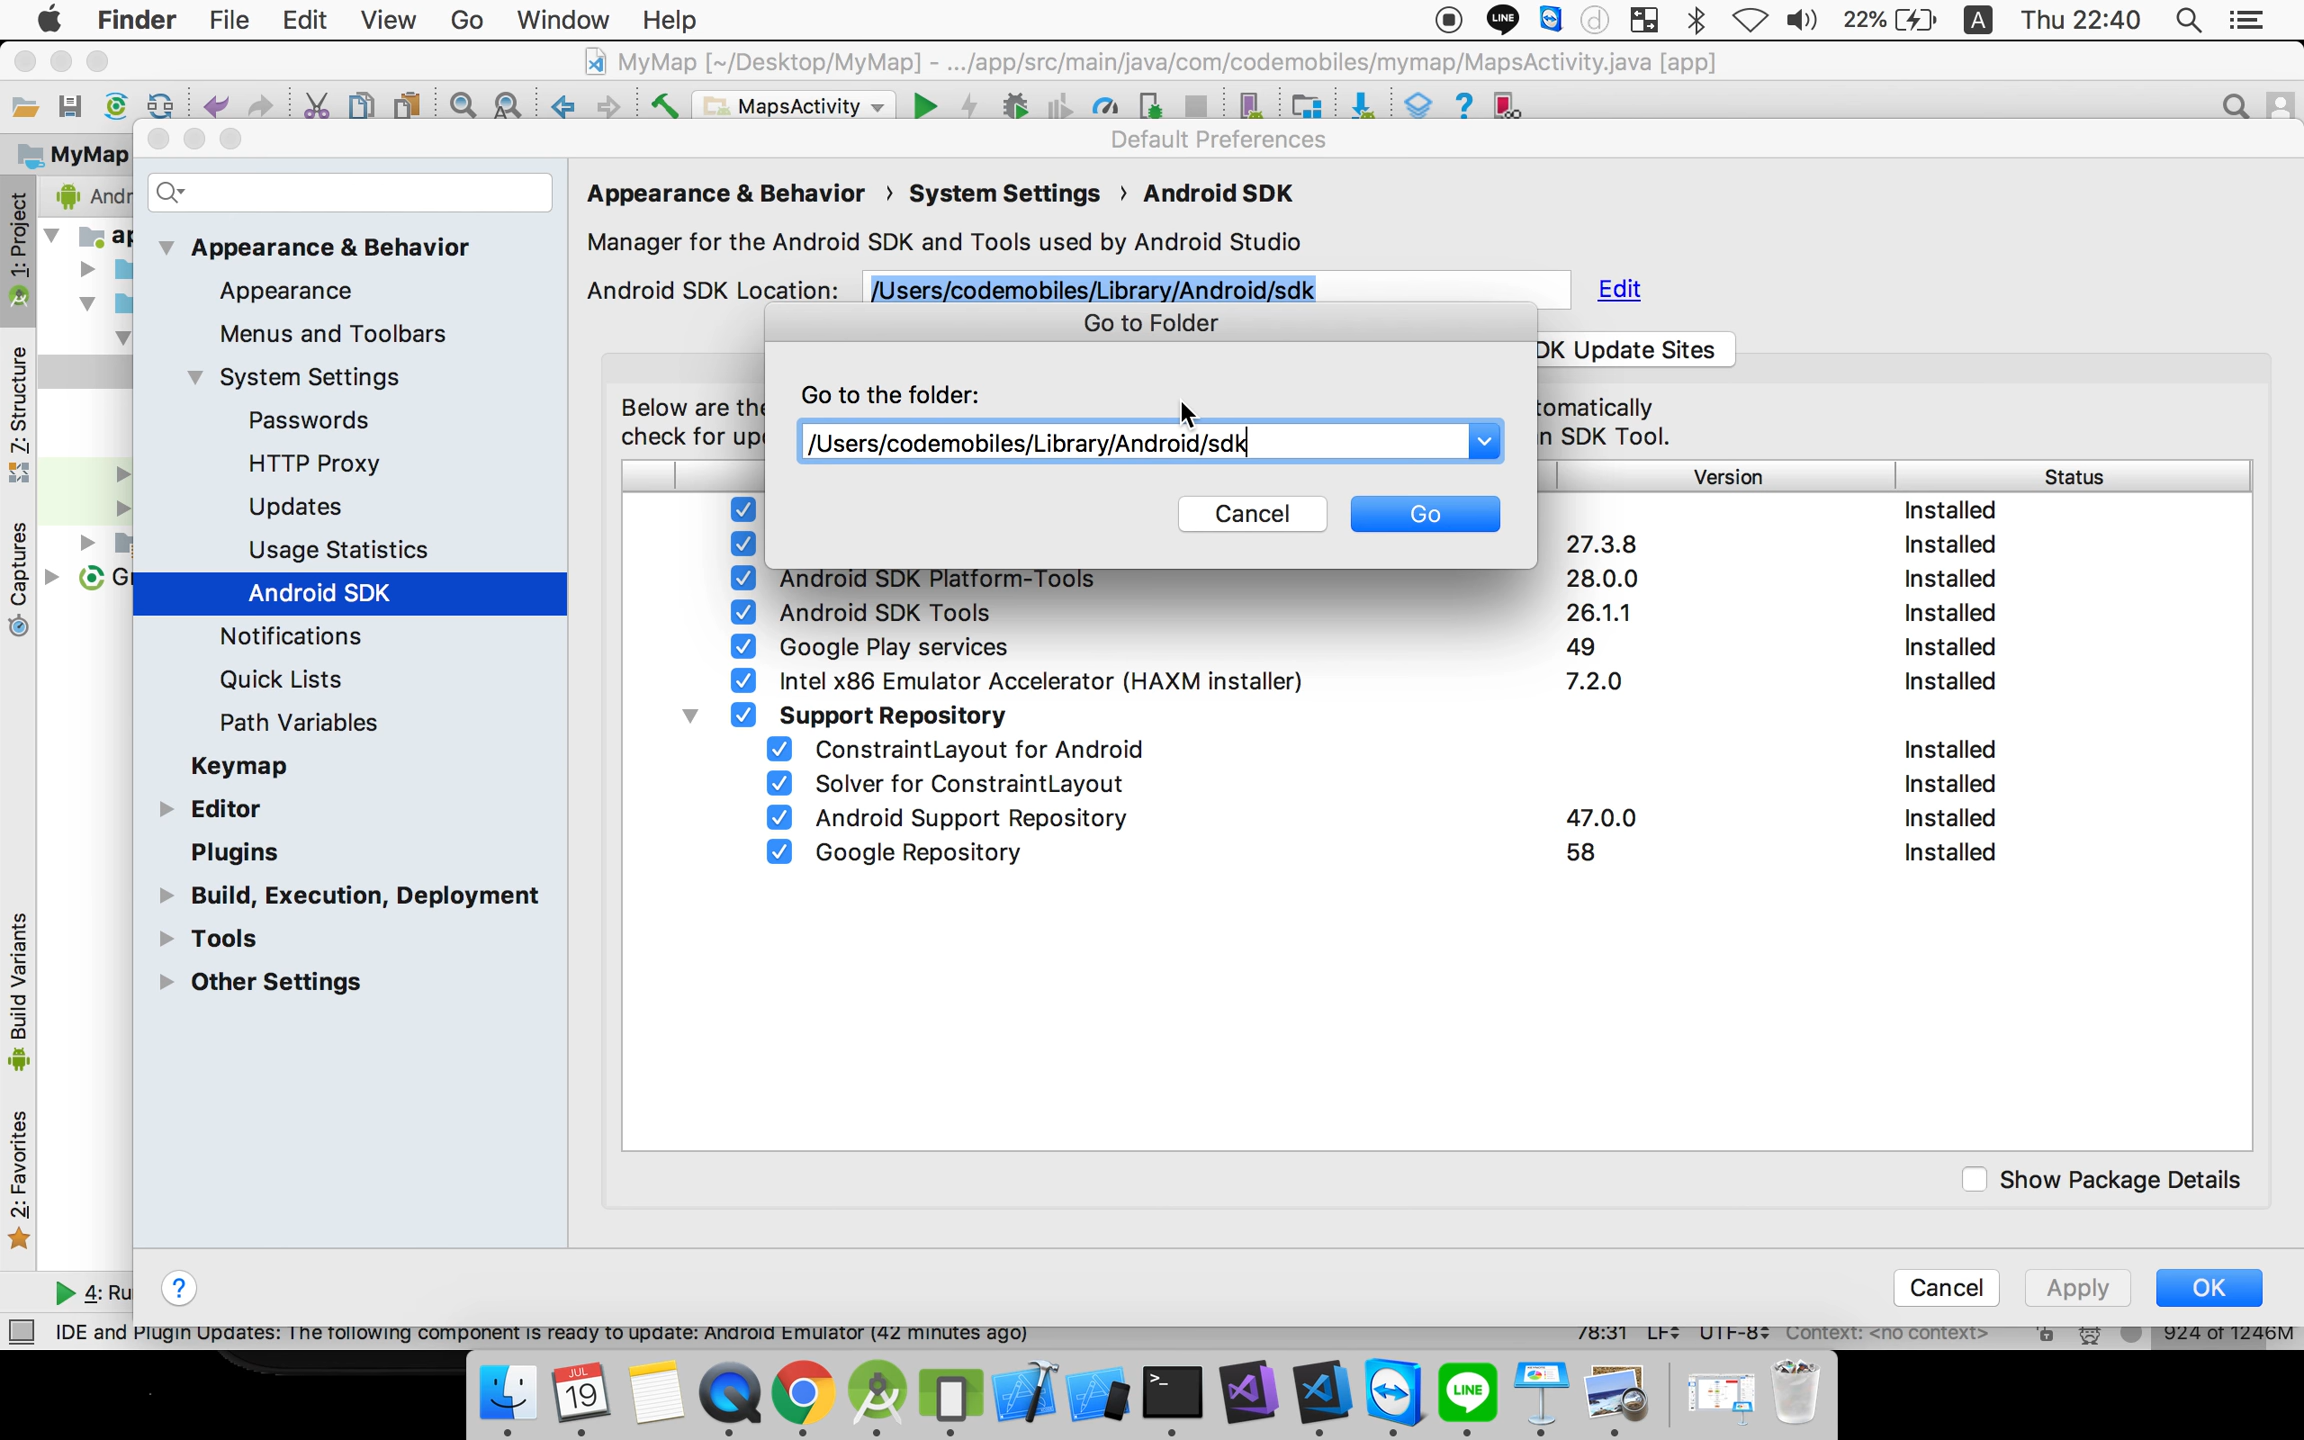 Finder File Edit View Go Window Help
LINE 22% A Thu 22:40
MyMap [~/Desktop/MyMap] - .../app/src/main/java/com/codemobiles/mymap/MapsActivity.java [app]
MapsActivity
Default Preferences
MyMap
Andr
ap
G
1: Project
7: Structure
Captures
Build Variants
2: Favorites
Appearance & Behavior
Appearance
Menus and Toolbars
System Settings
Passwords
HTTP Proxy
Updates
Usage Statistics
Android SDK
Notifications
Quick Lists
Path Variables
Keymap
Editor
Plugins
Build, Execution, Deployment
Tools
Other Settings
Appearance & Behavior › System Settings › Android SDK
Manager for the Android SDK and Tools used by Android Studio
Android SDK Location: /Users/codemobiles/Library/Android/sdk Edit
DK Update Sites
Below are the
check for up
tomatically
n SDK Tool.
Go to Folder
Go to the folder:
/Users/codemobiles/Library/Android/sdk
Cancel Go
Version Status
Installed
27.3.8 Installed
Android SDK Platform-Tools 28.0.0 Installed
Android SDK Tools 26.1.1 Installed
Google Play services 49 Installed
Intel x86 Emulator Accelerator (HAXM installer) 7.2.0 Installed
Support Repository
ConstraintLayout for Android Installed
Solver for ConstraintLayout Installed
Android Support Repository 47.0.0 Installed
Google Repository 58 Installed
Show Package Details
? Cancel Apply OK
4: Ru
IDE and Plugin Updates: The following component is ready to update: Android Emulator (42 minutes ago)
78:31 LF UTF-8 Context: <no context> 924 of 1246M
JUL
19
LINE